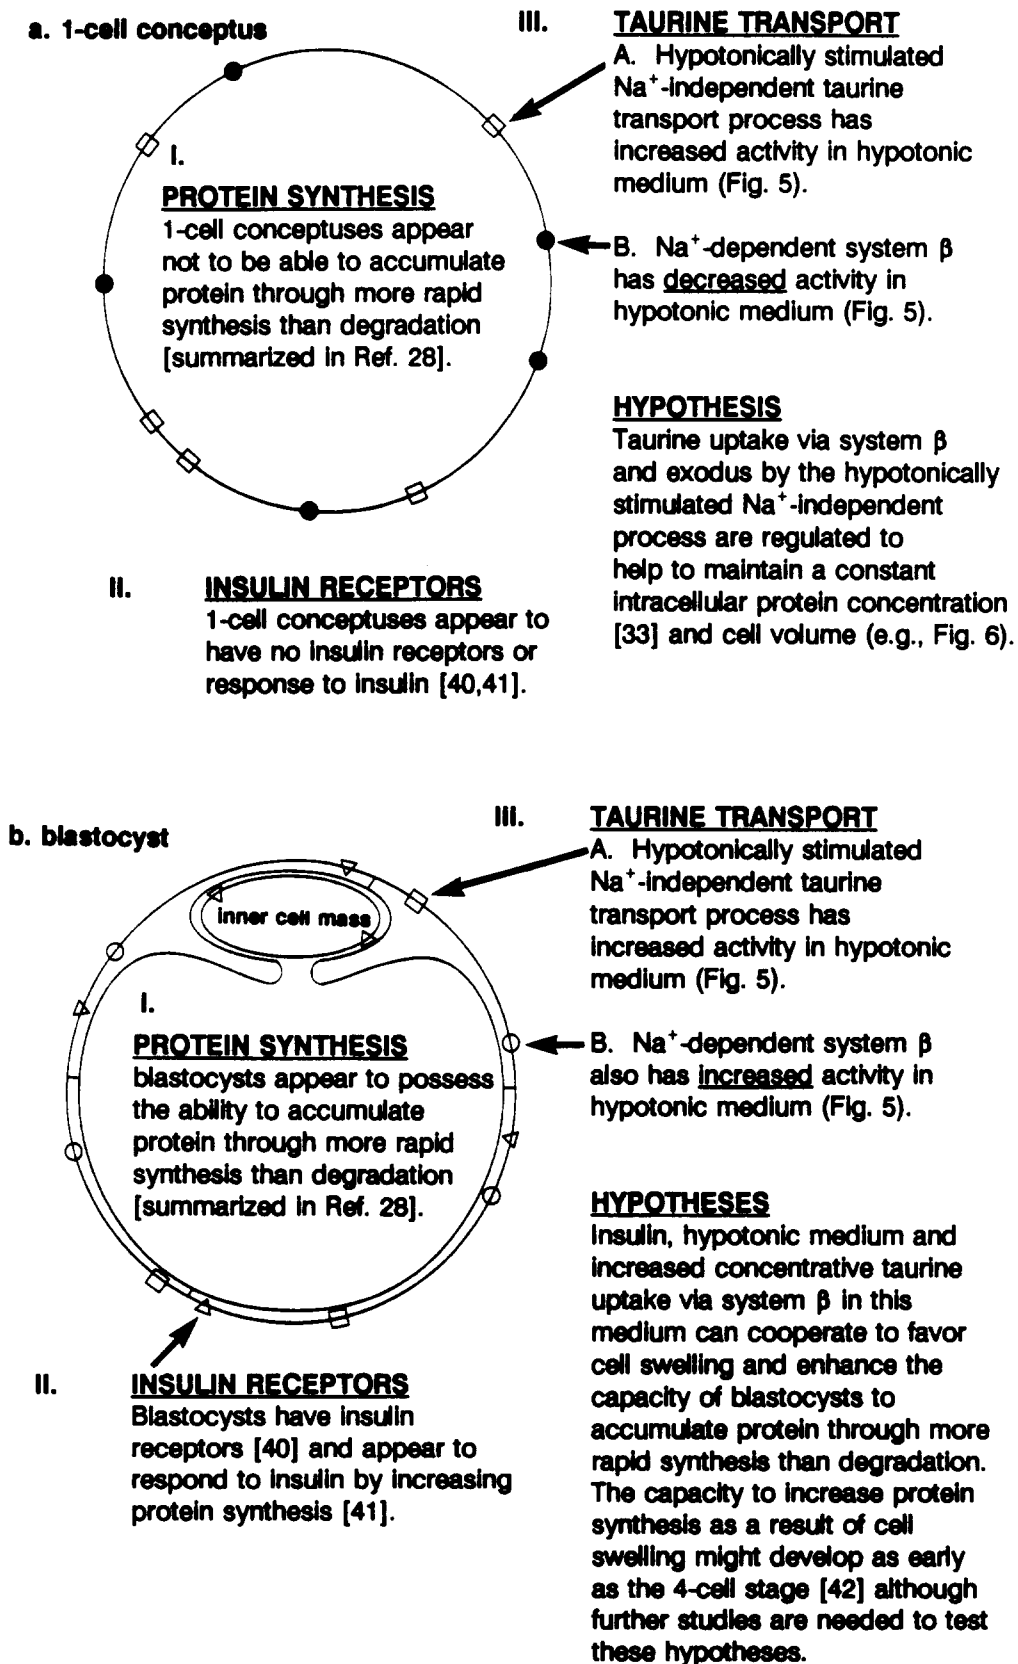 a. 1-cell conceptus
I.
PROTEIN SYNTHESIS
1-cell conceptuses appear
not to be able to accumulate
protein through more rapid
synthesis than degradation
[summarized in Ref. 28].
II. INSULIN RECEPTORS
1-cell conceptuses appear to
have no insulin receptors or
response to insulin [40,41].
III. TAURINE TRANSPORT
A. Hypotonically stimulated
Na⁺-independent taurine
transport process has
increased activity in hypotonic
medium (Fig. 5).
B. Na⁺-dependent system β
has decreased activity in
hypotonic medium (Fig. 5).
HYPOTHESIS
Taurine uptake via system β
and exodus by the hypotonically
stimulated Na⁺-independent
process are regulated to
help to maintain a constant
intracellular protein concentration
[33] and cell volume (e.g., Fig. 6).
b. blastocyst
inner cell mass
I.
PROTEIN SYNTHESIS
blastocysts appear to possess
the ability to accumulate
protein through more rapid
synthesis than degradation
[summarized in Ref. 28].
II. INSULIN RECEPTORS
Blastocysts have insulin
receptors [40] and appear to
respond to insulin by increasing
protein synthesis [41].
III. TAURINE TRANSPORT
A. Hypotonically stimulated
Na⁺-independent taurine
transport process has
increased activity in hypotonic
medium (Fig. 5).
B. Na⁺-dependent system β
also has increased activity in
hypotonic medium (Fig. 5).
HYPOTHESES
Insulin, hypotonic medium and
increased concentrative taurine
uptake via system β in this
medium can cooperate to favor
cell swelling and enhance the
capacity of blastocysts to
accumulate protein through more
rapid synthesis than degradation.
The capacity to increase protein
synthesis as a result of cell
swelling might develop as early
as the 4-cell stage [42] although
further studies are needed to test
these hypotheses.